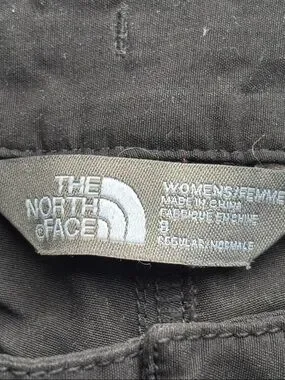 THE
NORTH
FACE
WOMENS/FEMME
MADE IN CHINA
FABRIQUE EN CHINE
8
REGULAR/NORMALE